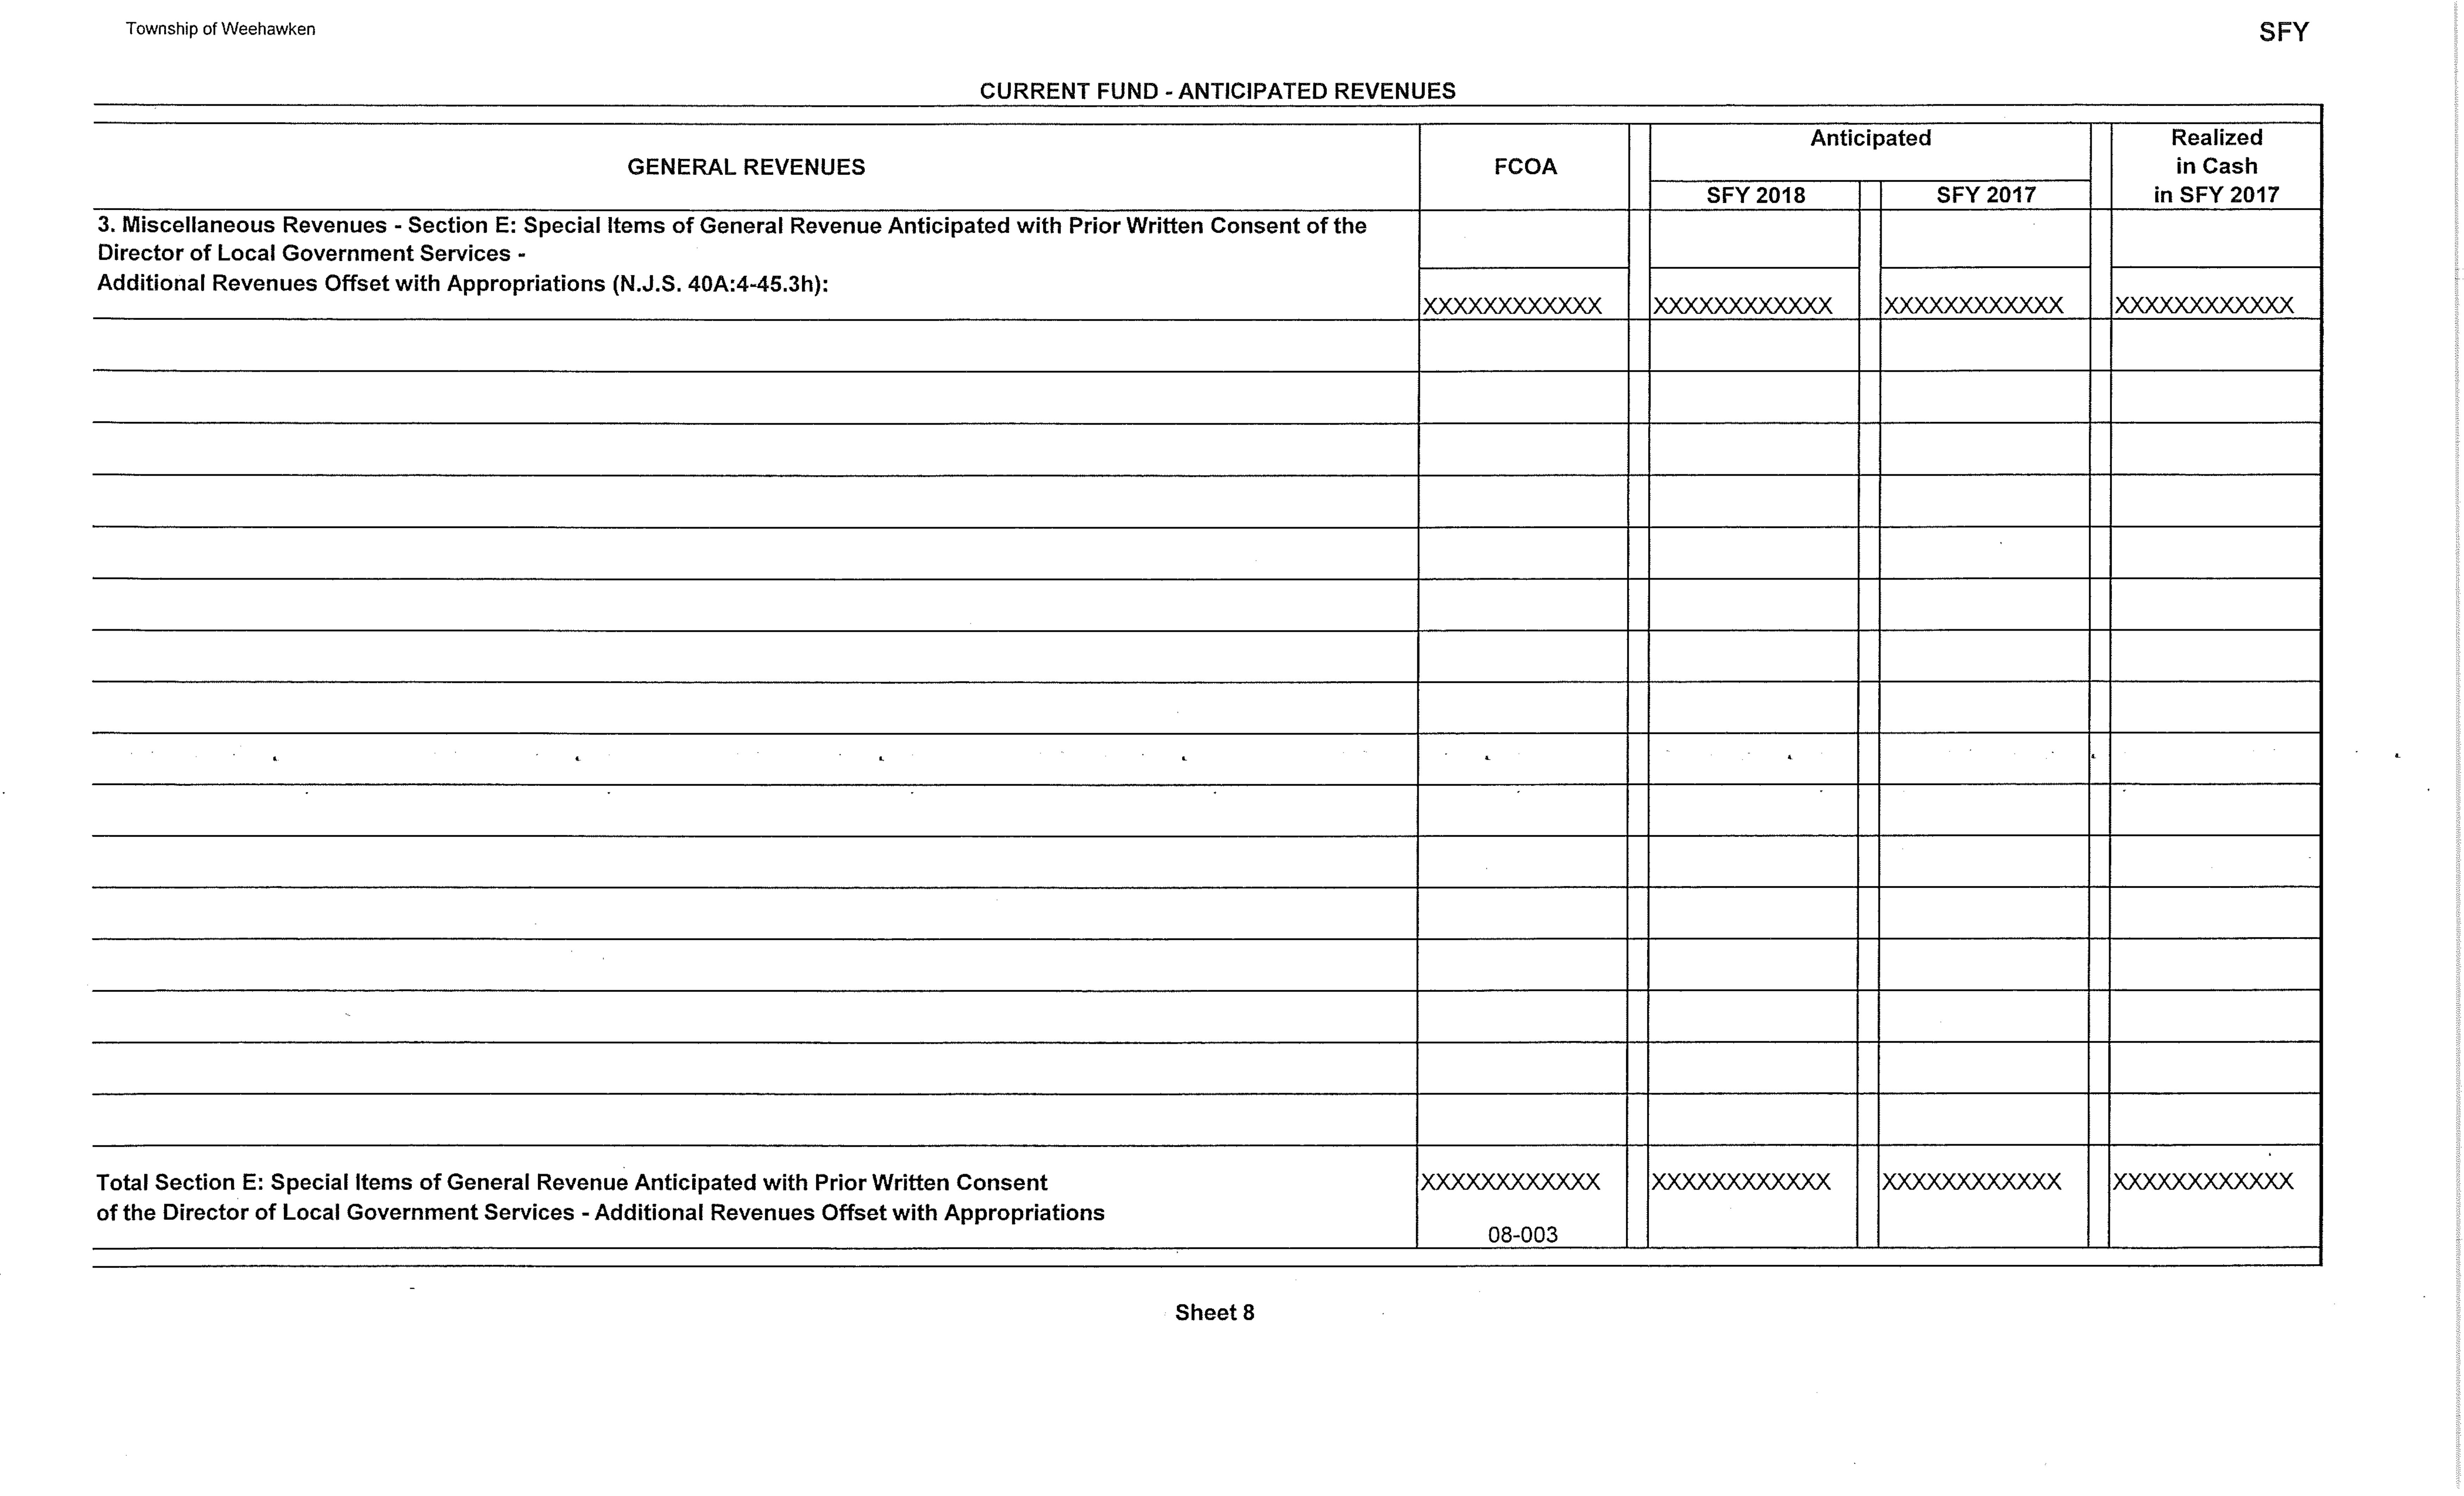 Township of Weehawken
SFY
CURRENT FUND - ANTICIPATED REVENUES
GENERAL REVENUES
FCOA
Anticipated
Realized
in Cash
in SFY 2017
SFY 2018
SFY 2017
3. Miscellaneous Revenues - Section E: Special Items of General Revenue Anticipated with Prior Written Consent of the
Director of Local Government Services -
Additional Revenues Offset with Appropriations (N.J.S. 40A:4-45.3h):
XXXXXXXXXXXX XXXXXXXXXXXX XXXXXXXXXXXX XXXXXXXXXXXX
Total Section E: Special Items of General Revenue Anticipated with Prior Written Consent
of the Director of Local Government Services - Additional Revenues Offset with Appropriations
XXXXXXXXXXXX XXXXXXXXXXXX XXXXXXXXXXXX XXXXXXXXXXXX
08-003
Sheet 8